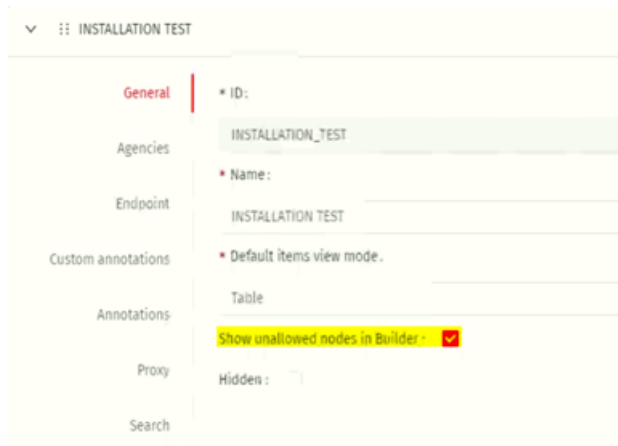 INSTALLATION TEST
General
* ID:
INSTALLATION_TEST
Agencies
* Name:
Endpoint
INSTALLATION TEST
Custom annotations
* Default items view mode.
Table
Annotations
Show unallowed nodes in Builder -
Proxy
Hidden:
Search